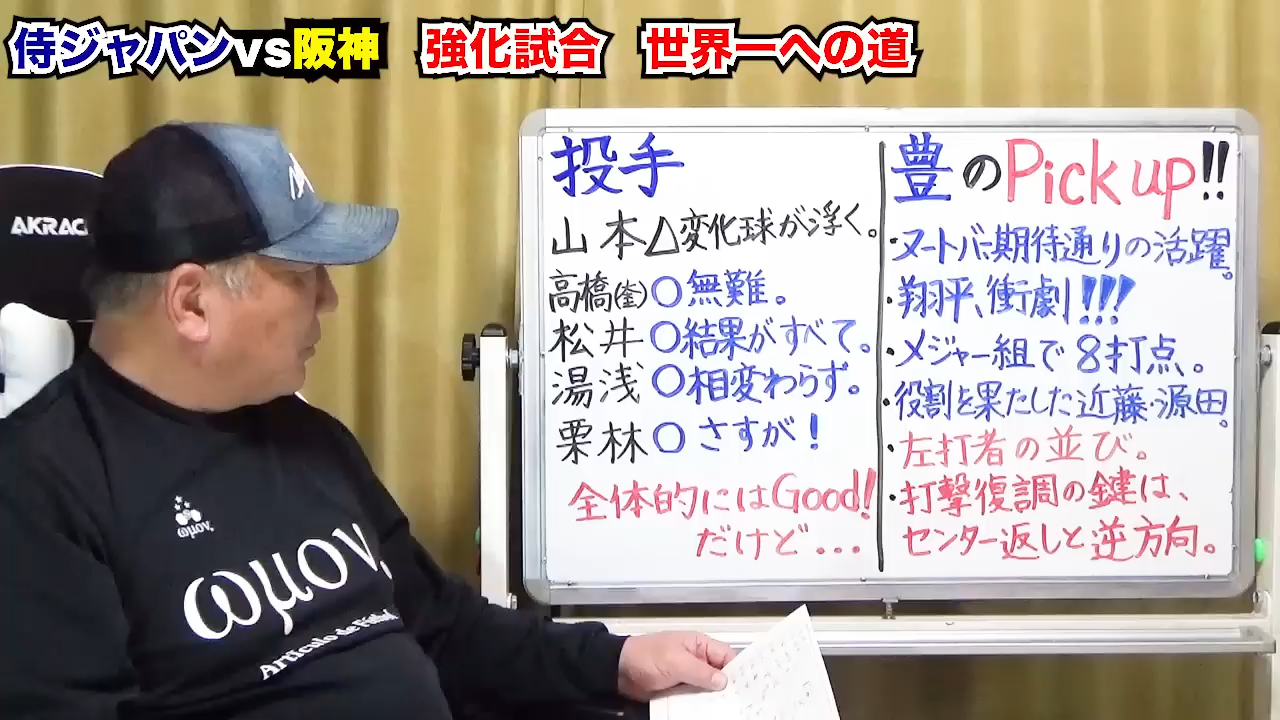 侍ジャパンvs阪神 強化試合 世界一への道
投手
山本△変化球が浮く。
高橋(奎)〇無難。
松井〇結果がすべて。
湯浅〇相変わらず。
栗林〇さすが!
全体的にはGood!
だけど...
豊のPick up!!
・ヌートバー、期待通りの活躍。
・翔平、衝劇!!!
・メジャー組で8打点。
・役割を果たした近藤・源田。
・左打者の並び。
・打撃復調の鍵は、
センター返しと逆方向。
AKRAC
ωμον
ωμον
Artículo de Fútbol